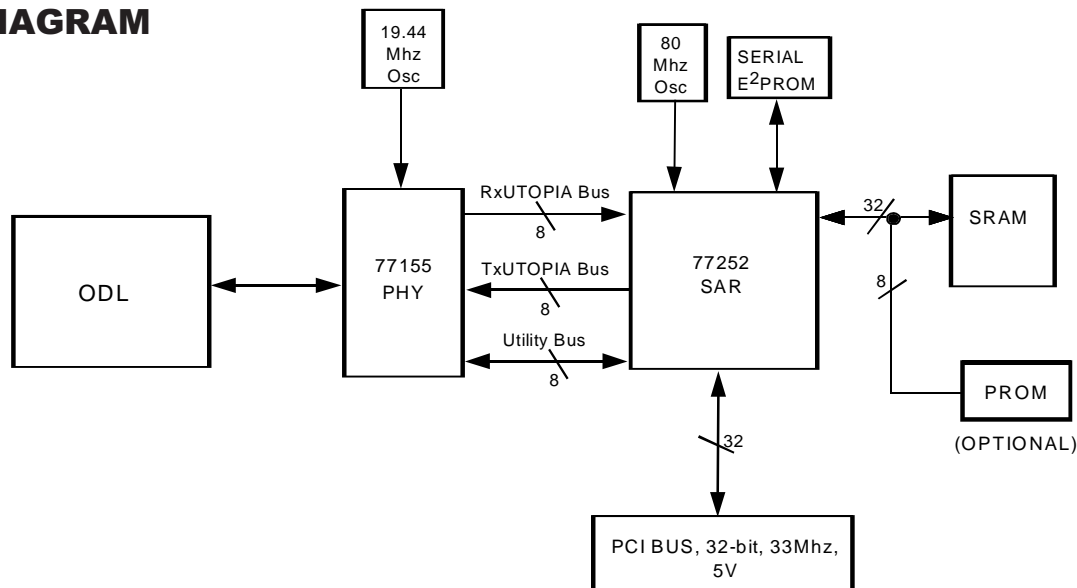 IAGRAM
19.44
Mhz
Osc
80
Mhz
Osc
SERIAL
E2PROM
RxUTOPIA Bus
8
32
SRAM
ODL
77155
PHY
TxUTOPIA Bus
8
77252
SAR
8
Utility Bus
8
PROM
(OPTIONAL)
32
PCI BUS, 32-bit, 33Mhz,
5V